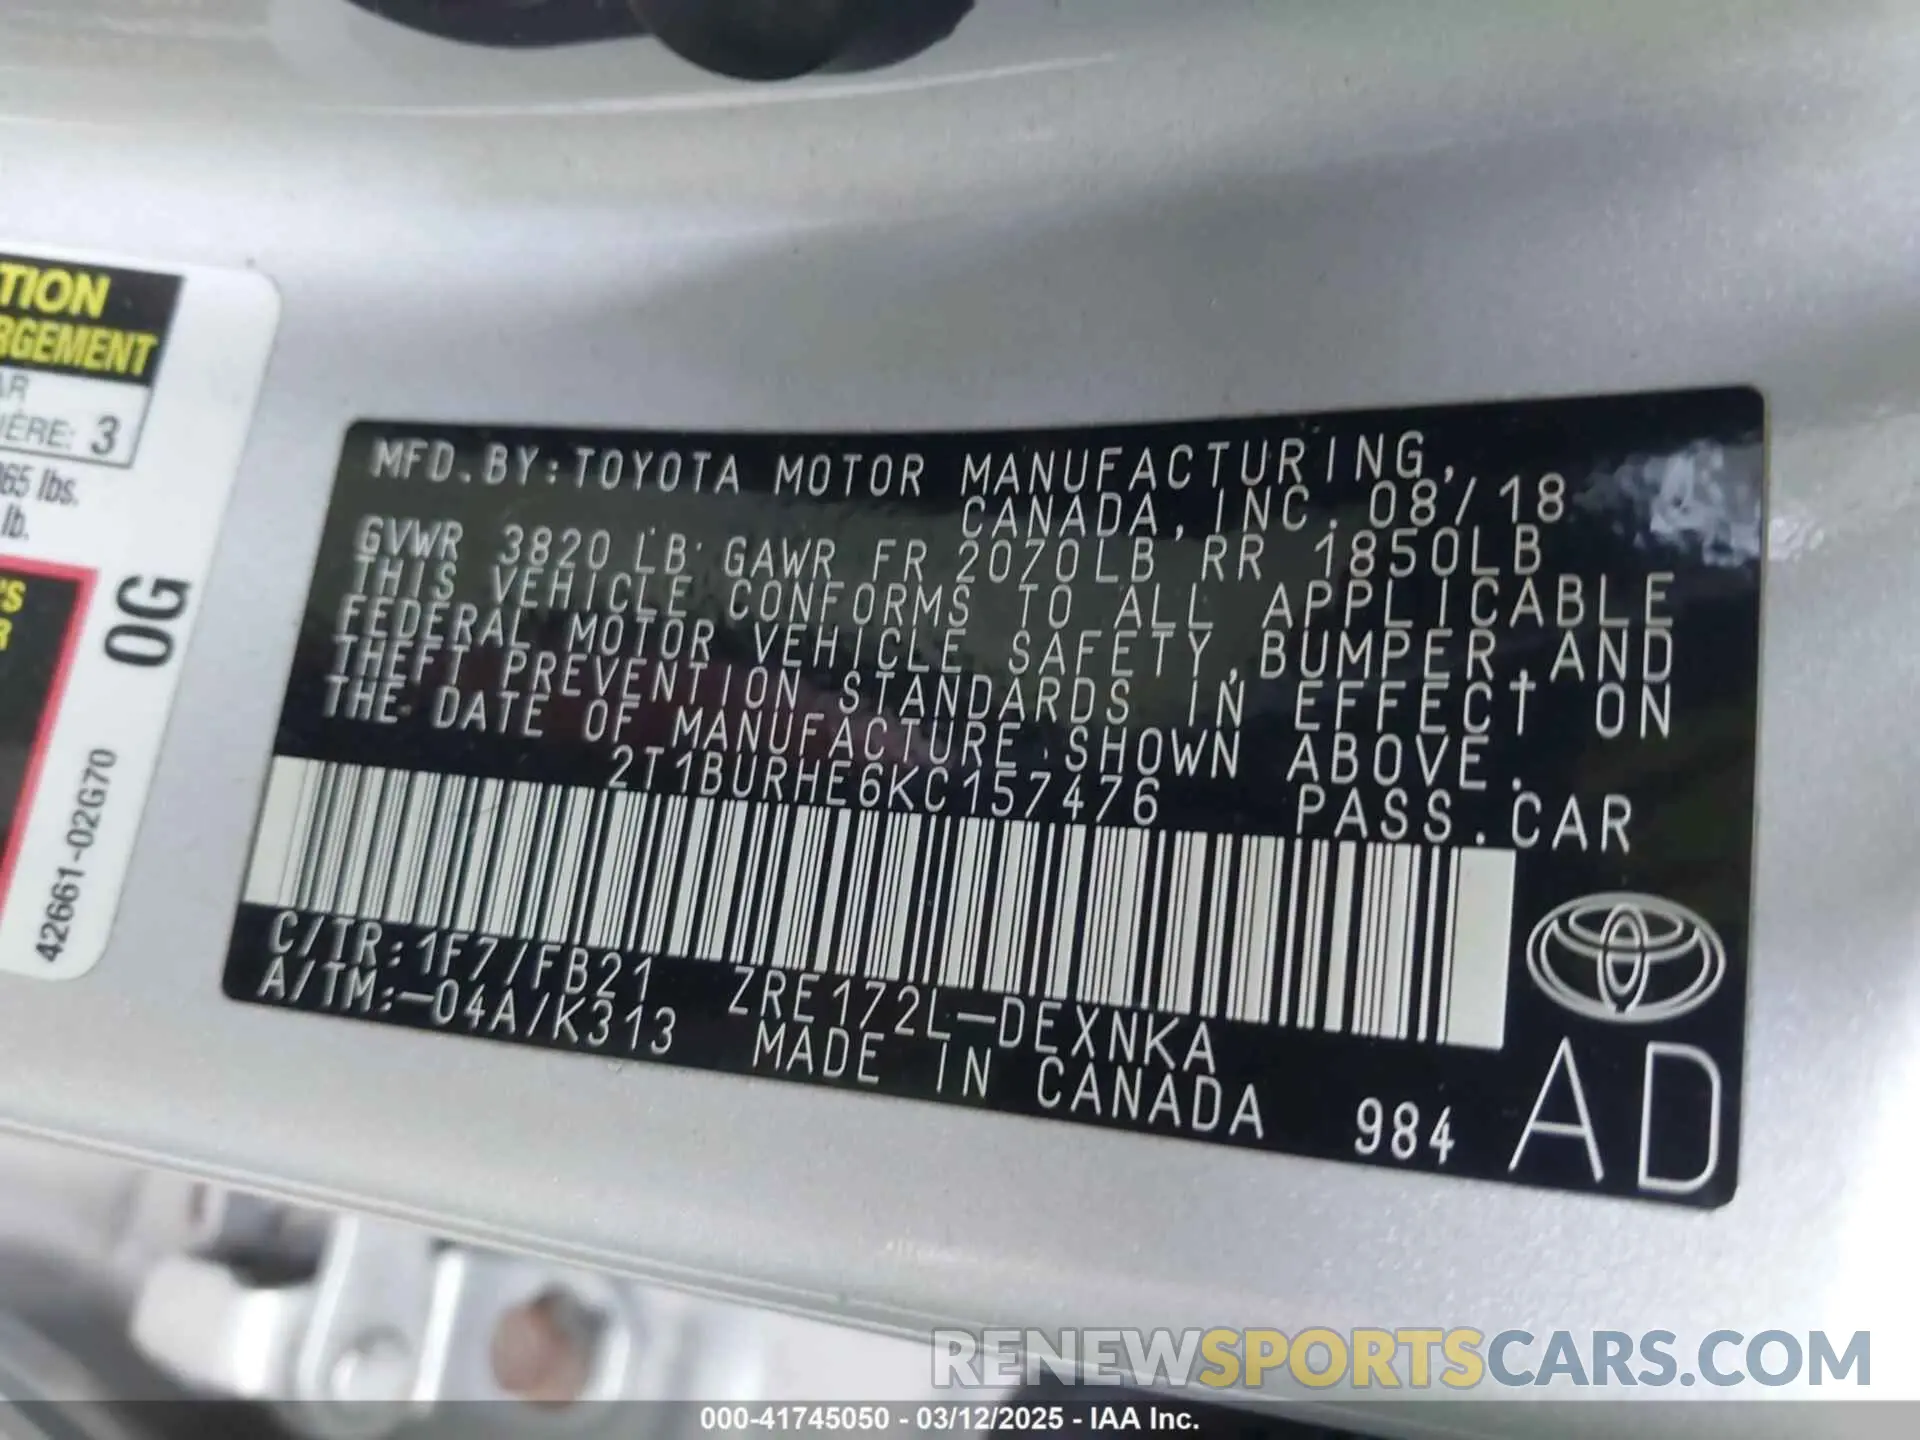 TION
RGEMENT
AR
IÈRE: 3
365 lbs.
lb.
'S
R
0G
42661-02G70
MFD.BY:TOYOTA MOTOR MANUFACTURING,
CANADA,INC. 08/18
GVWR 3820 LB GAWR FR 2070LB RR 1850LB
THIS VEHICLE CONFORMS TO ALL APPLICABLE
FEDERAL MOTOR VEHICLE SAFETY,BUMPER,AND
THEFT PREVENTION STANDARDS IN EFFECT ON
THE DATE OF MANUFACTURE SHOWN ABOVE.
2T1BURHE6KC157476 PASS.CAR
C/TR:1F7/FB21 ZRE172L-DEXNKA
A/TM:-04A/K313 MADE IN CANADA 984
AD
RENEWSPORTSCARS.COM
000-41745050 - 03/12/2025 - IAA Inc.